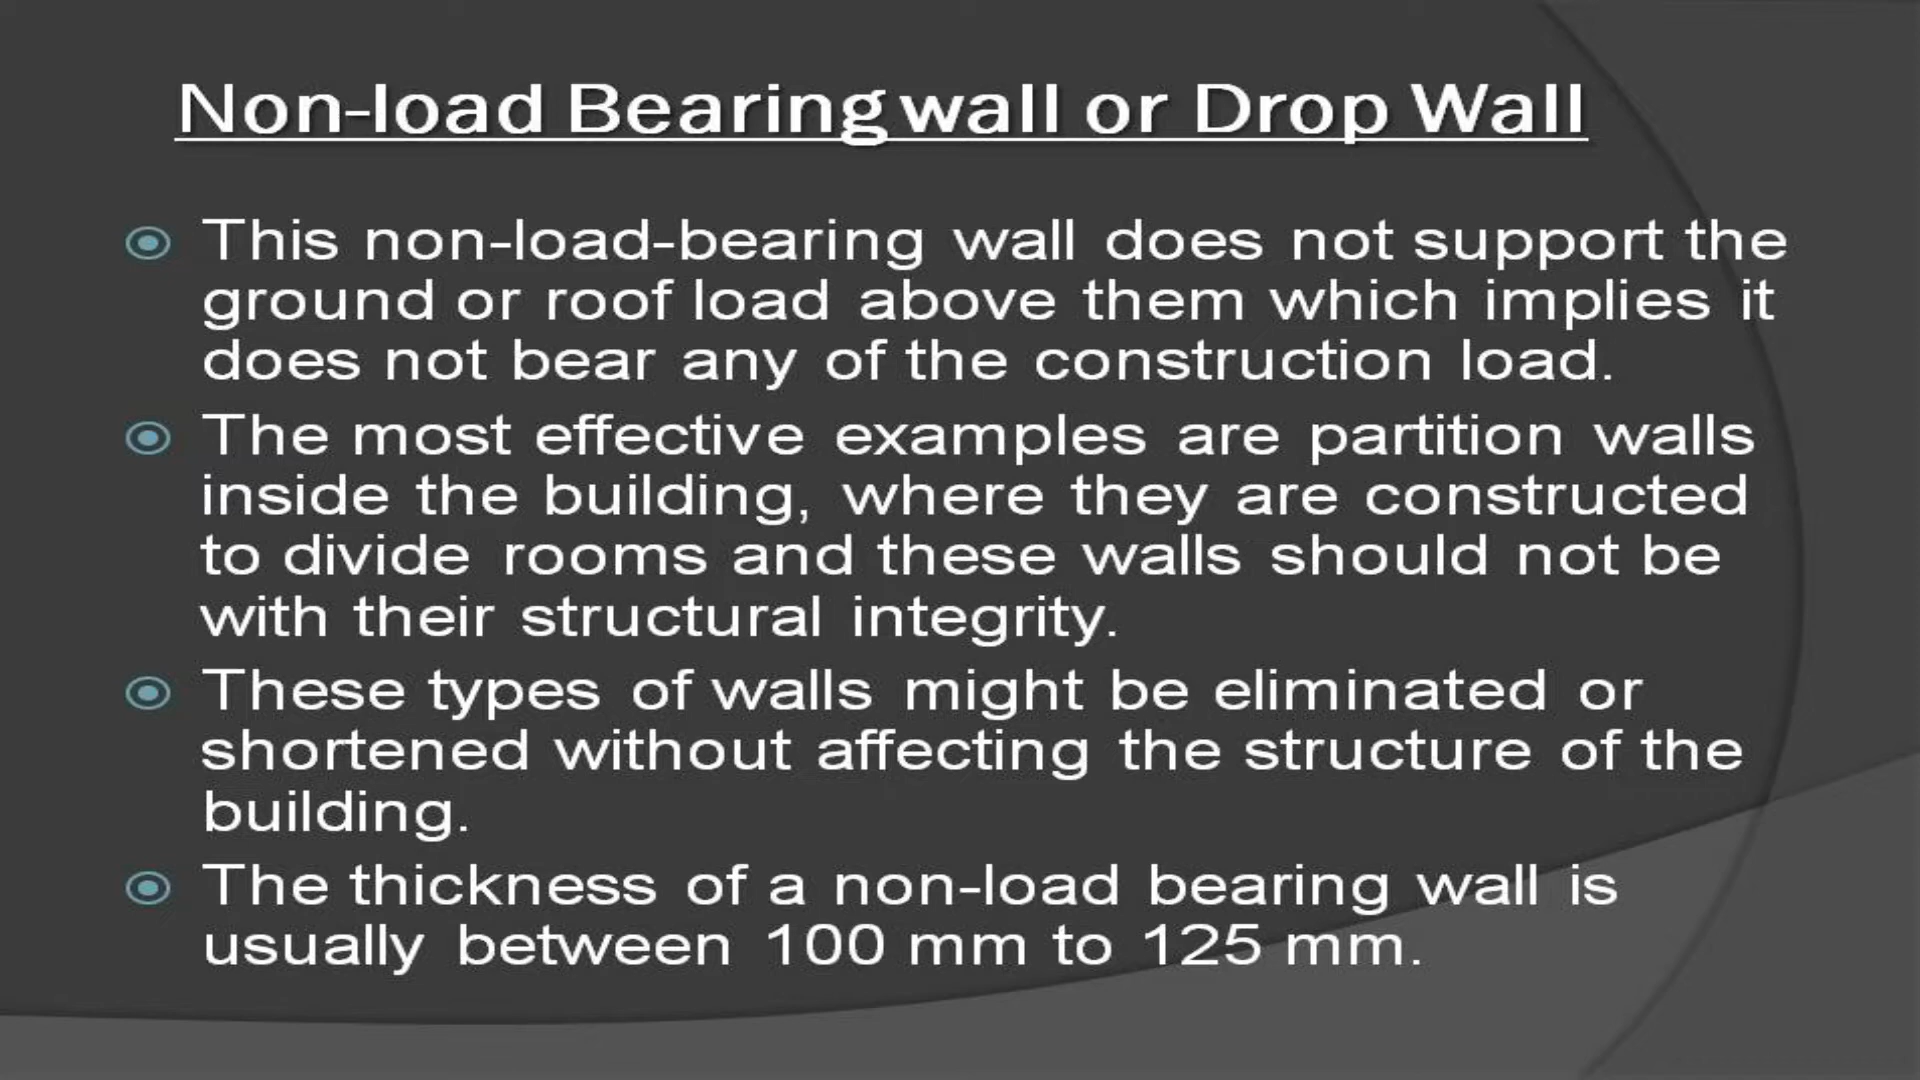 Non-load Bearing wall or Drop Wall
This non-load-bearing wall does not support the
ground or roof load above them which implies it
does not bear any of the construction load.
The most effective examples are partition walls
inside the building, where they are constructed
to divide rooms and these walls should not be
with their structural integrity.
These types of walls might be eliminated or
shortened without affecting the structure of the
building.
The thickness of a non-load bearing wall is
usually between 100 mm to 125 mm.